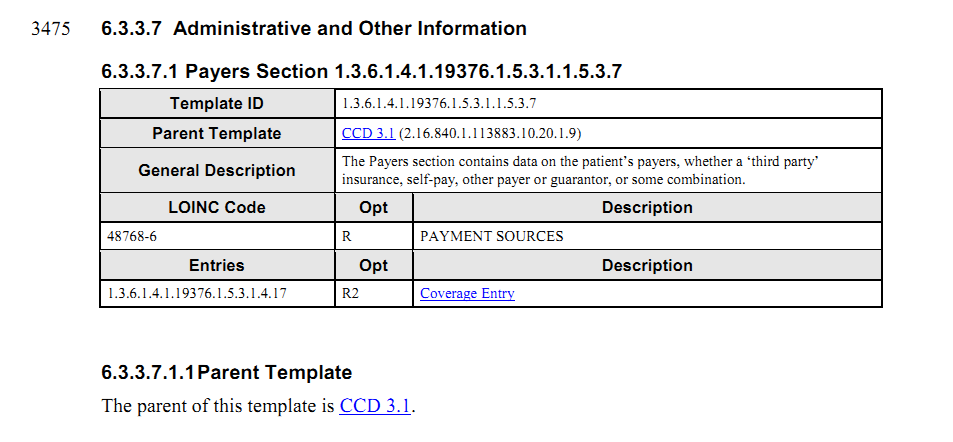 3475 6.3.3.7 Administrative and Other Information
6.3.3.7.1 Payers Section 1.3.6.1.4.1.19376.1.5.3.1.1.5.3.7
Template ID 1.3.6.1.4.1.19376.1.5.3.1.1.5.3.7
Parent Template CCD 3.1 (2.16.840.1.113883.10.20.1.9)
General Description The Payers section contains data on the patient’s payers, whether a ‘third party’
insurance, self-pay, other payer or guarantor, or some combination.
LOINC Code Opt Description
48768-6 R PAYMENT SOURCES
Entries Opt Description
1.3.6.1.4.1.19376.1.5.3.1.4.17 R2 Coverage Entry
6.3.3.7.1.1Parent Template
The parent of this template is CCD 3.1.